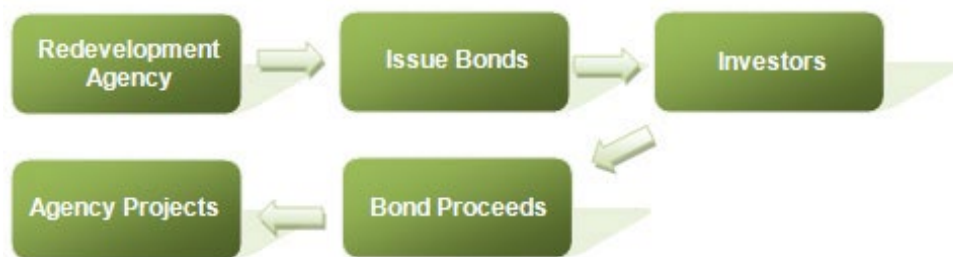 Redevelopment
Agency
Issue Bonds
Investors
Agency Projects
Bond Proceeds